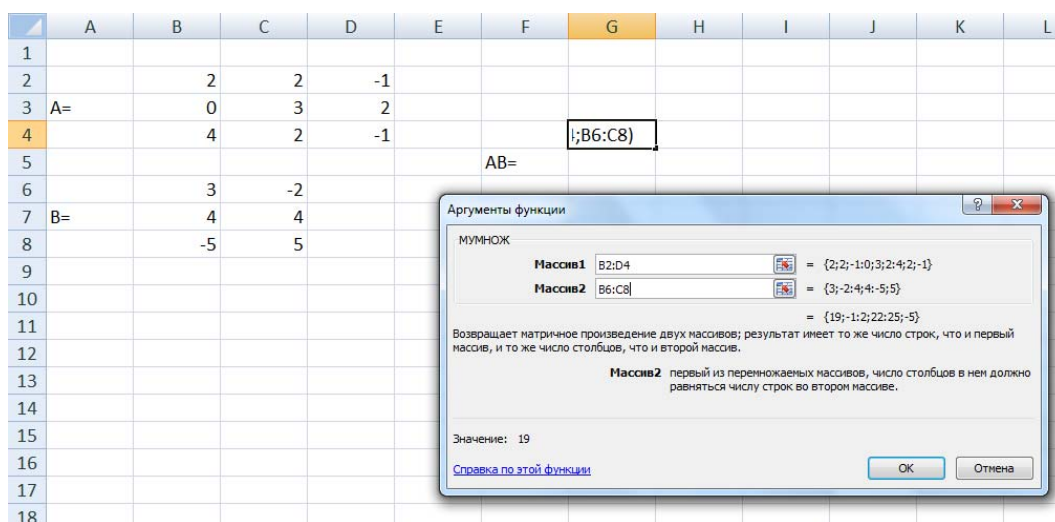 A B C D E F G H I J K L
1
2 2 2 -1
3 A= 0 3 2
4 4 2 -1 ;B6:C8)
5 AB=
6 3 -2
7 B= 4 4
8 -5 5
9
10
11
12
13
14
15
16
17
18
Аргументы функции
МУМНОЖ
Массив1 B2:D4 = {2;2;-1:0;3;2:4;2;-1}
Массив2 B6:C8 = {3;-2:4;4:-5;5}
= {19;-1:2;22:25;-5}
Возвращает матричное произведение двух массивов; результат имеет то же число строк, что и первый
массив, и то же число столбцов, что и второй массив.
Массив2 первый из перемножаемых массивов, число столбцов в нем должно
равняться числу строк во втором массиве.
Значение: 19
Справка по этой функции ОК Отмена